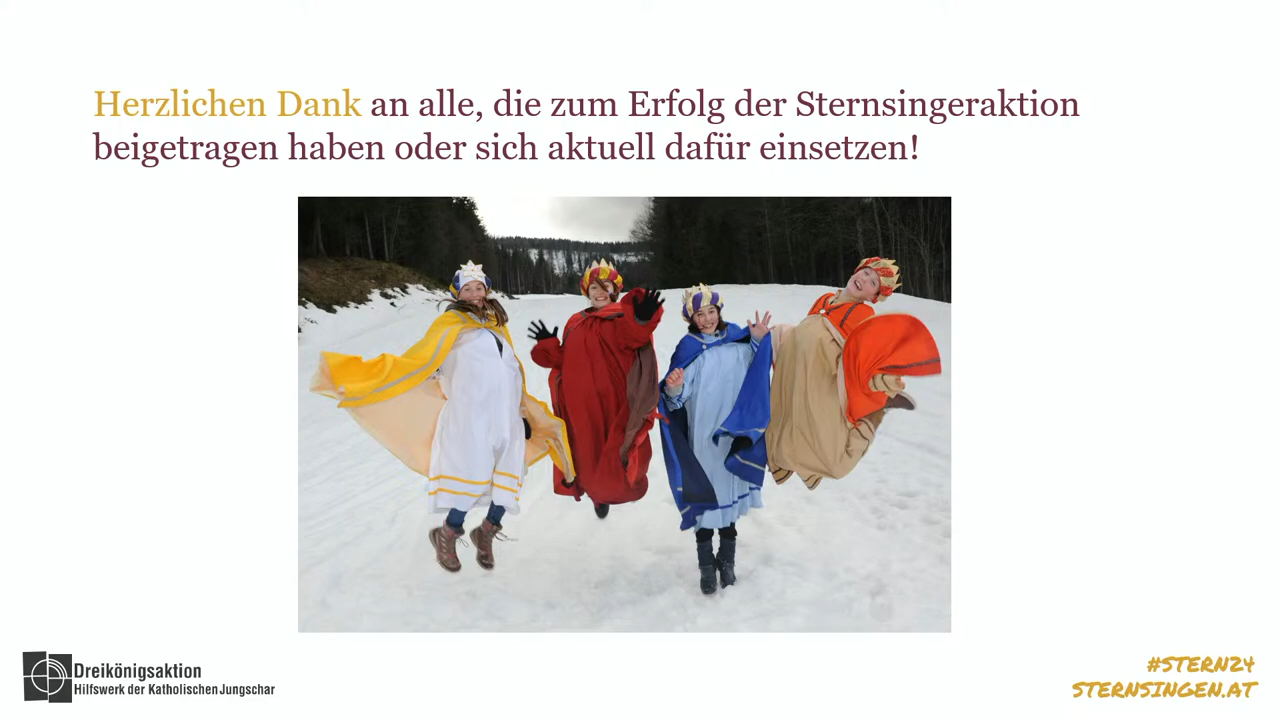 Herzlichen Dank an alle, die zum Erfolg der Sternsingeraktion
beigetragen haben oder sich aktuell dafür einsetzen!
Dreikönigsaktion
Hilfswerk der Katholischen Jungschar
#STERN24
STERNSINGEN.AT